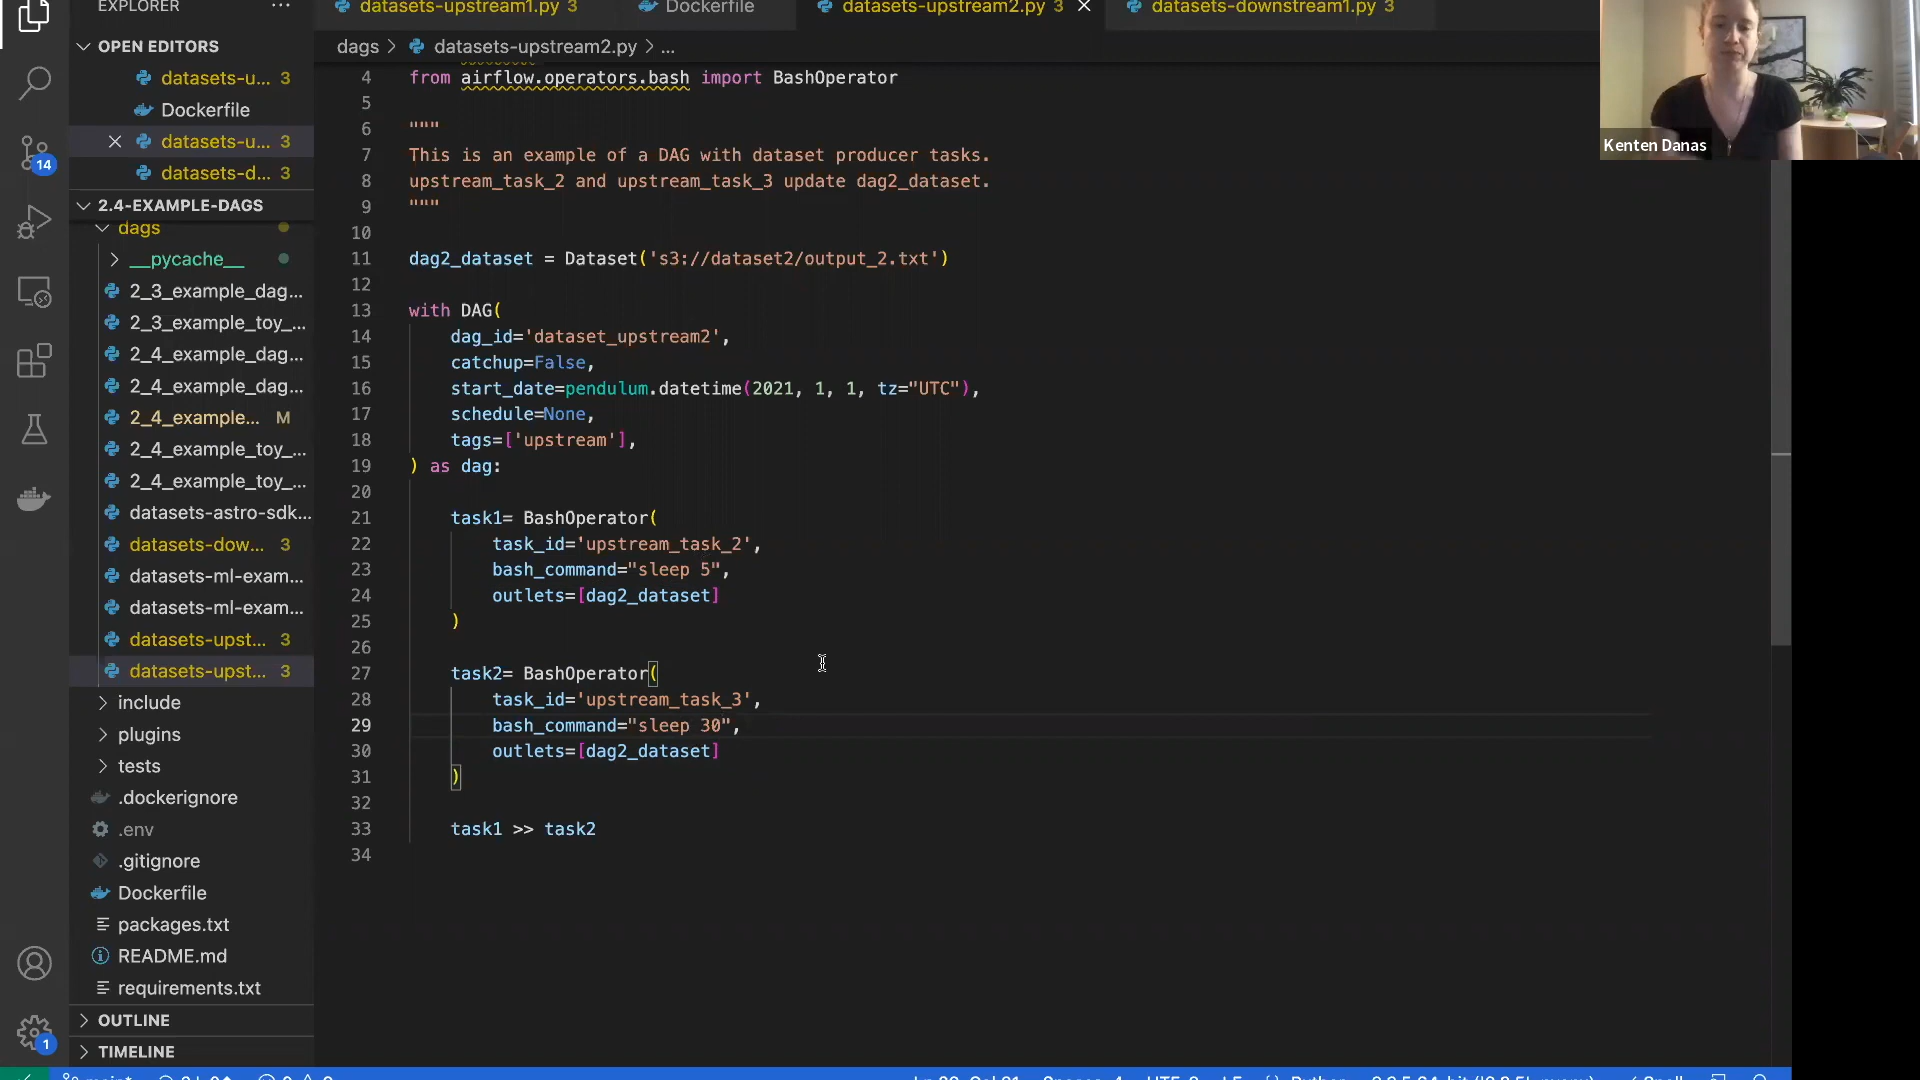 EXPLORER ...
datasets-upstream1.py 3 Dockerfile datasets-upstream2.py 3 datasets-downstream1.py 3
OPEN EDITORS
datasets-u... 3
Dockerfile
datasets-u... 3
datasets-d... 3
2.4-EXAMPLE-DAGS
dags
__pycache__
2_3_example_dag...
2_3_example_toy_...
2_4_example_dag...
2_4_example_dag...
2_4_example... M
2_4_example_toy_...
2_4_example_toy_...
datasets-astro-sdk...
datasets-dow... 3
datasets-ml-exam...
datasets-ml-exam...
datasets-upst... 3
datasets-upst... 3
include
plugins
tests
.dockerignore
.env
.gitignore
Dockerfile
packages.txt
README.md
requirements.txt
OUTLINE
TIMELINE
14
1
dags > datasets-upstream2.py > ...
4 from airflow.operators.bash import BashOperator
5
6 """
7 This is an example of a DAG with dataset producer tasks.
8 upstream_task_2 and upstream_task_3 update dag2_dataset.
9 """
10
11 dag2_dataset = Dataset('s3://dataset2/output_2.txt')
12
13 with DAG(
14 dag_id='dataset_upstream2',
15 catchup=False,
16 start_date=pendulum.datetime(2021, 1, 1, tz="UTC"),
17 schedule=None,
18 tags=['upstream'],
19 ) as dag:
20
21 task1= BashOperator(
22 task_id='upstream_task_2',
23 bash_command="sleep 5",
24 outlets=[dag2_dataset]
25 )
26
27 task2= BashOperator(
28 task_id='upstream_task_3',
29 bash_command="sleep 30",
30 outlets=[dag2_dataset]
31 )
32
33 task1 >> task2
34
Kenten Danas